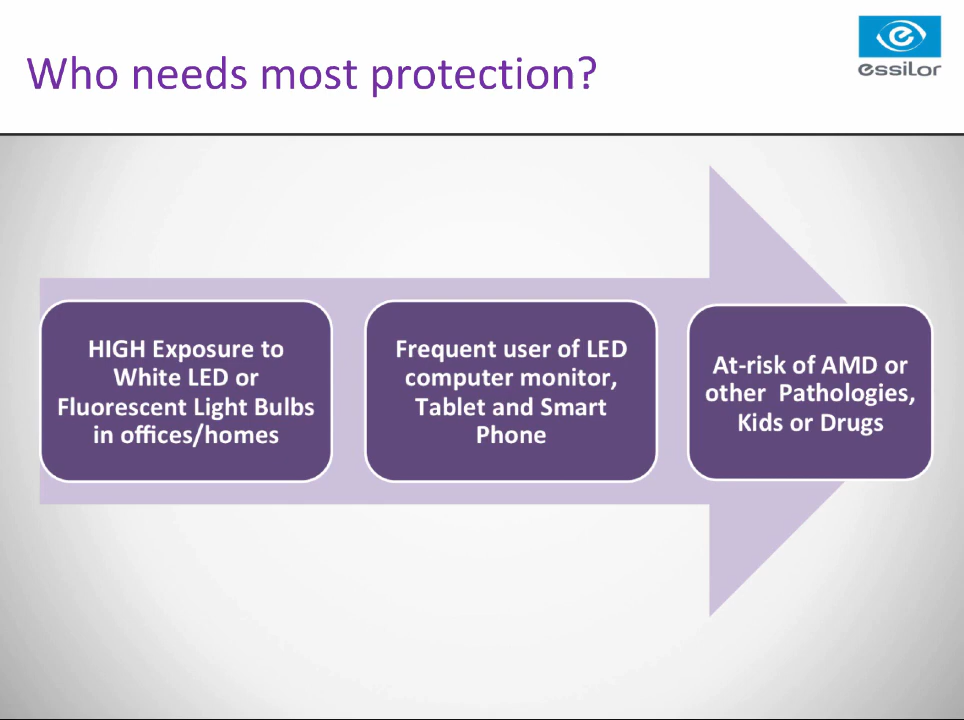 Who needs most protection?
essilor
HIGH Exposure to
White LED or
Fluorescent Light Bulbs
in offices/homes
Frequent user of LED
computer monitor,
Tablet and Smart
Phone
At-risk of AMD or
other  Pathologies,
Kids or Drugs